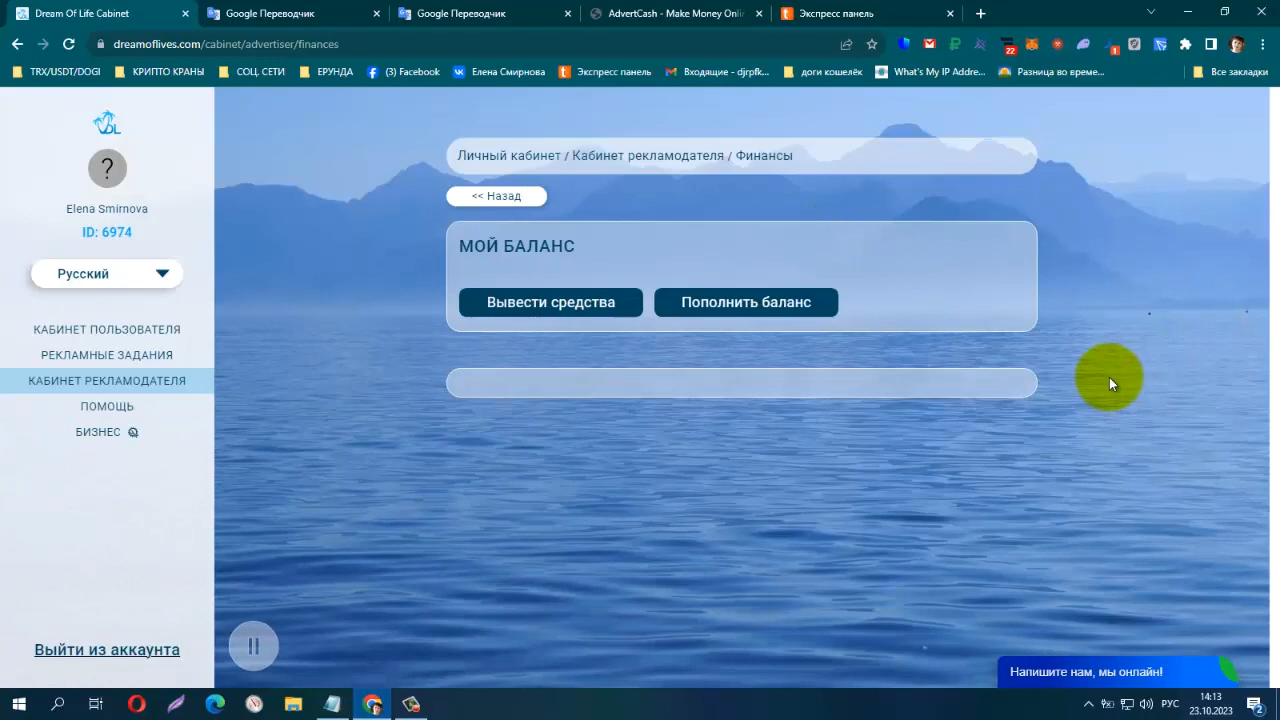 Dream Of Life Cabinet
Google Переводчик
Google Переводчик
AdvertCash - Make Money Onli
Экспресс панель
dreamoflives.com/cabinet/advertiser/finances
22
1
TRX/USDT/DOGI
КРИПТО КРАНЫ
СОЦ. СЕТИ
ЕРУНДА
(3) Facebook
Елена Смирнова
Экспресс панель
Входящие - djrpfk...
доги кошелёк
What's My IP Addre...
Разница во време...
Все закладки
DL
?
Elena Smirnova
ID: 6974
Русский
КАБИНЕТ ПОЛЬЗОВАТЕЛЯ
РЕКЛАМНЫЕ ЗАДАНИЯ
КАБИНЕТ РЕКЛАМОДАТЕЛЯ
ПОМОЩЬ
БИЗНЕС
Выйти из аккаунта
Личный кабинет / Кабинет рекламодателя / Финансы
<< Назад
МОЙ БАЛАНС
Вывести средства
Пополнить баланс
Напишите нам, мы онлайн!
РУС
14:13
23.10.2023
2